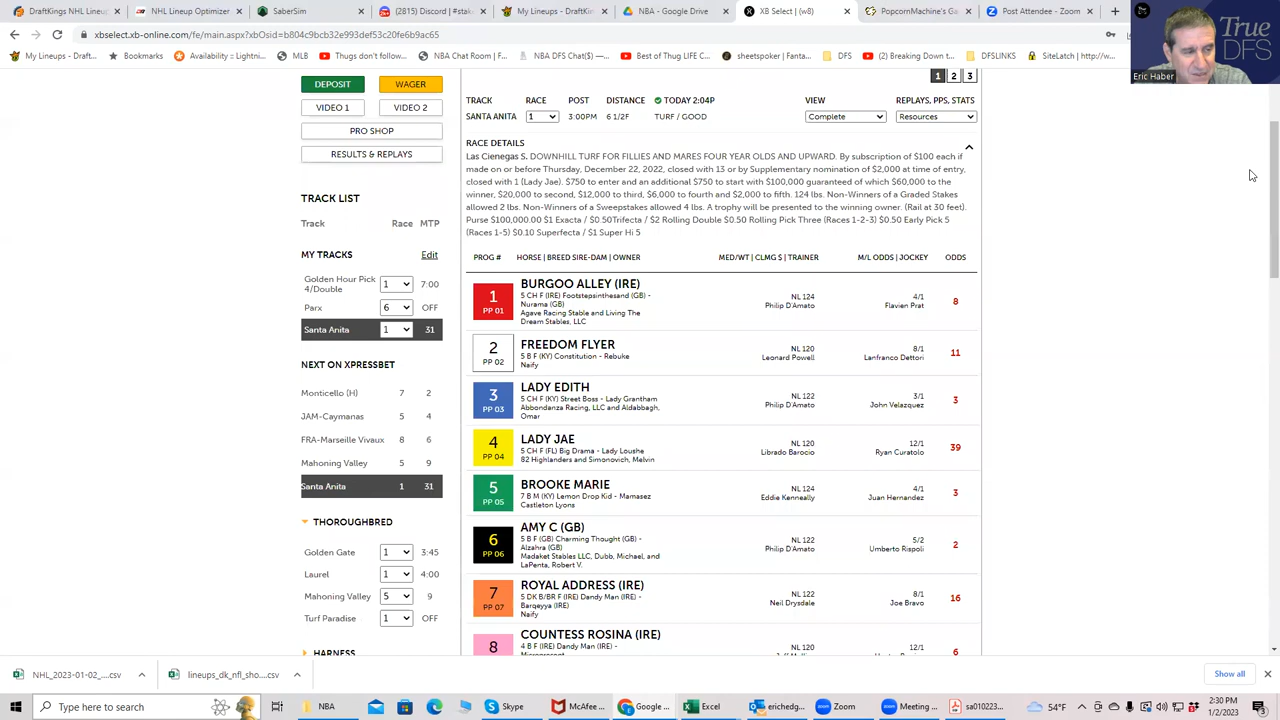 DraftKings NHL Lineups
NHL Lineup Optimizer
SaberSim
(2815) Discord | #stake
My Lineups - DraftKin
NBA - Google Drive
XB Select | (w8)
PopcornMachine's Ga
Post Attendee - Zoom
True
DFS
xbselect.xb-online.com/fe/main.aspx?xbOsid=b804c9bcb32e993def53c20fe6b9ac65
My Lineups - Draft...
Bookmarks
Availability :: Lightni...
MLB
Thugs don't follow...
NBA Chat Room |...
DFS NBA Chat($) —...
Best of Thug LIFE C...
sheetspoker | Fanta...
DFS
(2) Breaking Down t...
DFSLINKS
SiteLatch | http://w...
Eric Haber
DEPOSIT
WAGER
VIDEO 1
VIDEO 2
PRO SHOP
RESULTS & REPLAYS
TRACK LIST
Track Race MTP
MY TRACKS Edit
Golden Hour Pick
4/Double 1 7:00
Parx 6 OFF
Santa Anita 1 31
NEXT ON XPRESSBET
Monticello (H) 7 2
JAM-Caymanas 5 4
FRA-Marseille Vivaux 8 6
Mahoning Valley 5 9
Santa Anita 1 31
THOROUGHBRED
Golden Gate 1 3:45
Laurel 1 4:00
Mahoning Valley 5 9
Turf Paradise 1 OFF
HARNESS
1 2 3
TRACK RACE POST DISTANCE TODAY 2:04P VIEW REPLAYS, PPS, STATS
SANTA ANITA 1 3:00PM 6 1/2F TURF / GOOD Complete Resources
RACE DETAILS
Las Cienegas S. DOWNHILL TURF FOR FILLIES AND MARES FOUR YEAR OLDS AND UPWARD. By subscription of $100 each if
made on or before Thursday, December 22, 2022, closed with 13 or by Supplementary nomination of $2,000 at time of entry,
closed with 1 (Lady Jae). $750 to enter and an additional $750 to start with $100,000 guaranteed of which $60,000 to the
winner, $20,000 to second, $12,000 to third, $6,000 to fourth and $2,000 to fifth. 124 lbs. Non-Winners of a Graded Stakes
allowed 2 lbs. Non-Winners of a Sweepstakes allowed 4 lbs. A trophy will be presented to the winning owner. (Rail at 30 feet).
Purse $100,000.00 $1 Exacta / $0.50Trifecta / $2 Rolling Double $0.50 Rolling Pick Three (Races 1-2-3) $0.50 Early Pick 5
(Races 1-5) $0.10 Superfecta / $1 Super Hi 5
PROG # HORSE | BREED SIRE-DAM | OWNER MED/WT | CLMG $ | TRAINER M/L ODDS | JOCKEY ODDS
1
PP 01
BURGOO ALLEY (IRE)
5 CH F (IRE) Footstepsinthesand (GB) -
Nurama (GB)
Agave Racing Stable and Living The
Dream Stables, LLC
NL 124
Philip D'Amato
4/1
Flavien Prat
8
2
PP 02
FREEDOM FLYER
5 B F (KY) Constitution - Rebuke
Naify
NL 120
Leonard Powell
8/1
Lanfranco Dettori
11
3
PP 03
LADY EDITH
5 CH F (KY) Street Boss - Lady Grantham
Abbondanza Racing, LLC and Aldabbagh,
Omar
NL 122
Philip D'Amato
3/1
John Velazquez
3
4
PP 04
LADY JAE
5 CH F (FL) Big Drama - Lady Loushe
82 Highlanders and Simonovich, Melvin
NL 120
Librado Barocio
12/1
Ryan Curatolo
39
5
PP 05
BROOKE MARIE
7 B M (KY) Lemon Drop Kid - Mamasez
Castleton Lyons
NL 124
Eddie Kenneally
4/1
Juan Hernandez
3
6
PP 06
AMY C (GB)
5 B F (GB) Charming Thought (GB) -
Alzahra (GB)
Madaket Stables LLC, Dubb, Michael, and
LaPenta, Robert V.
NL 122
Philip D'Amato
5/2
Umberto Rispoli
2
7
PP 07
ROYAL ADDRESS (IRE)
5 DK B/BR F (IRE) Dandy Man (IRE) -
Barqeyya (IRE)
Naify
NL 122
Neil Drysdale
8/1
Joe Bravo
16
8
COUNTESS ROSINA (IRE)
4 B F (IRE) Dandy Man (IRE) -
NL 120
12/1
6
NHL_2023-01-02_....csv
lineups_dk_nfl_sho....csv
Show all
Type here to search
NBA
Skype
McAfee ...
Google ...
Excel
erichedg...
Zoom
Meeting ...
sa010223...
54°F
2:30 PM
1/2/2023
3